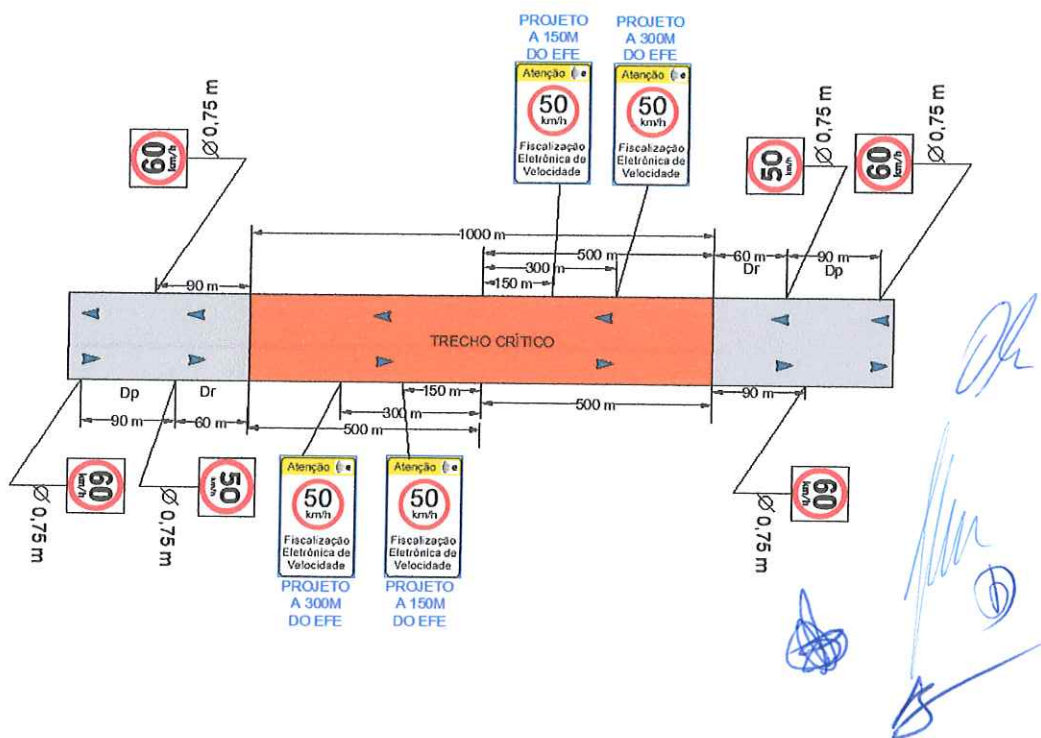 PROJETO
A 150M
DO EFE
PROJETO
A 300M
DO EFE
Atenção e
50
km/h
Fiscalização
Eletrônica de
Velocidade
Atenção e
50
km/h
Fiscalização
Eletrônica de
Velocidade
60
km/h
Ø 0,75 m
50
km/h
Ø 0,75 m
60
km/h
Ø 0,75 m
1000 m
500 m
60 m
90 m
Dr
Dp
300 m
150 m
90 m
TRECHO CRÍTICO
Dp
Dr
90 m
60 m
150 m
300 m
500 m
500 m
90 m
60
km/h
Ø 0,75 m
50
km/h
Ø 0,75 m
Atenção e
50
km/h
Fiscalização
Eletrônica de
Velocidade
Atenção e
50
km/h
Fiscalização
Eletrônica de
Velocidade
PROJETO
A 300M
DO EFE
PROJETO
A 150M
DO EFE
60
km/h
Ø 0,75 m